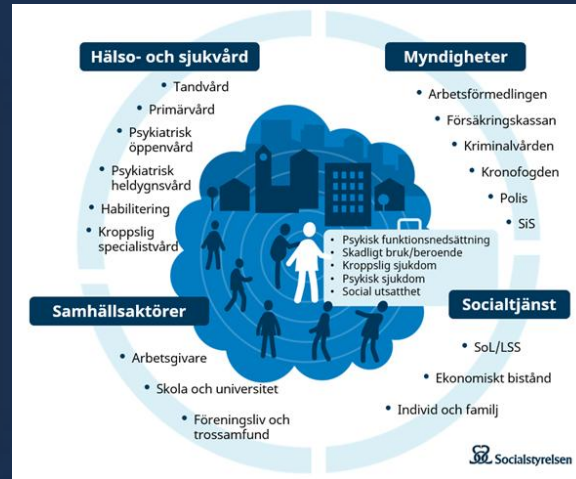 Hälso- och sjukvård
Tandvård
Primärvård
Psykiatrisk
öppenvård
Psykiatrisk
heldygnsvård
Habilitering
Kroppslig
specialistvård
Myndigheter
Arbetsförmedlingen
Försäkringskassan
Kriminalvården
Kronofogden
Polis
SiS
Psykisk funktionsnedsättning
Skadligt bruk/beroende
Kroppslig sjukdom
Psykisk sjukdom
Social utsatthet
Samhällsaktörer
Arbetsgivare
Skola och universitet
Föreningsliv och
trossamfund
Socialtjänst
SoL/LSS
Ekonomiskt bistånd
Individ och familj
Socialstyrelsen